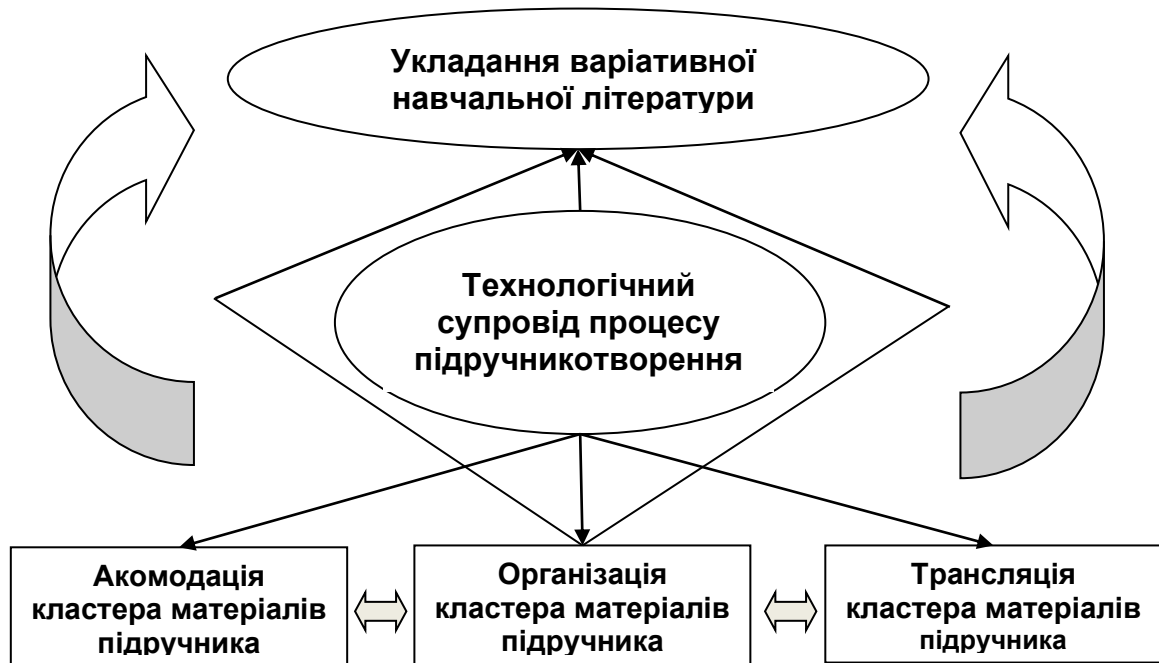 Укладання варіативної
навчальної літератури
Технологічний
супровід процесу
підручникотворення
Акомодація
кластера матеріалів
підручника
Організація
кластера матеріалів
підручника
Трансляція
кластера матеріалів
підручника